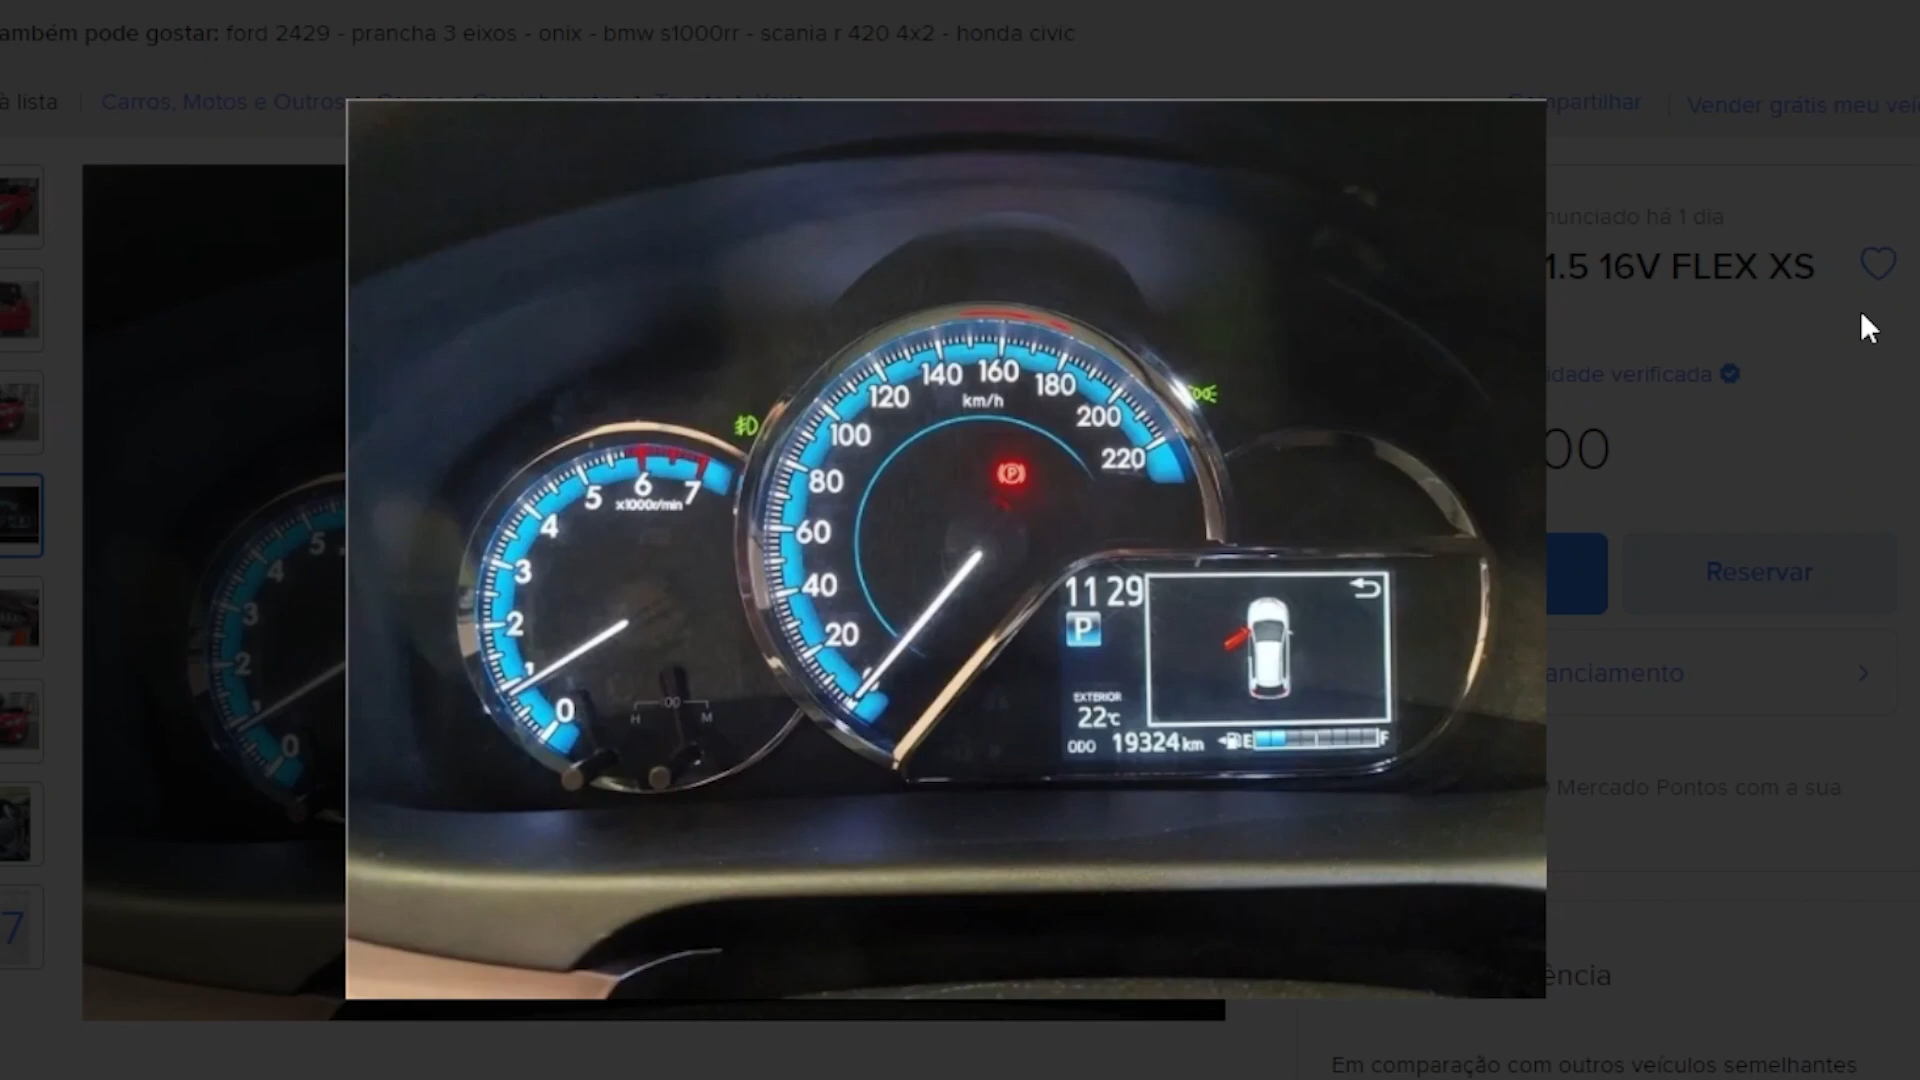 ambém pode gostar: ford 2429 - prancha 3 eixos - onix - bmw s1000rr - scania r 420 4x2 - honda civic
à lista
Carros, Motos e Outros
Compartilhar
Vender grátis meu veí
nunciado há 1 dia
1.5 16V FLEX XS
idade verificada
00
Reservar
anciamento
Mercado Pontos com a sua
ência
Em comparação com outros veículos semelhantes
7
0
1
2
3
4
5
6
7
x1000r/min
H 00 M
20
40
60
80
100
120
140
160
180
200
220
km/h
P
11 29
P
EXTERIOR
22°C
ODO 19324 km
E F
5
4
3
2
1
0